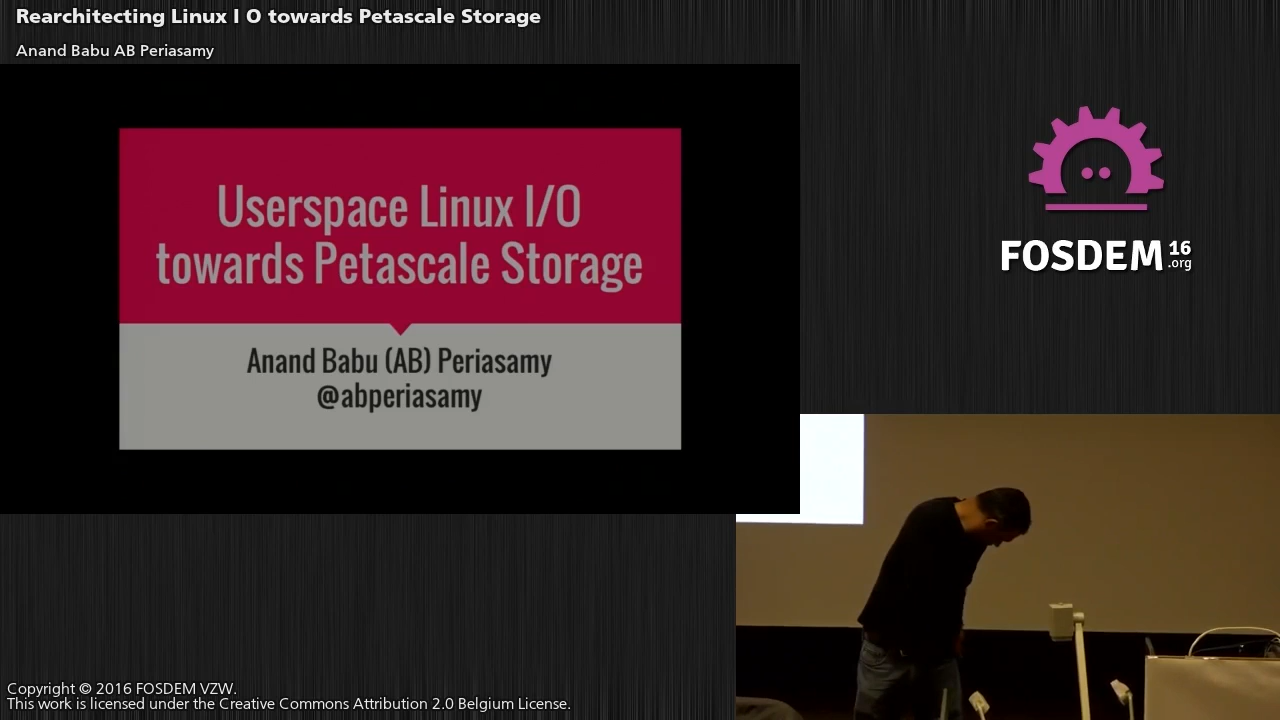 Rearchitecting Linux I O towards Petascale Storage
Anand Babu AB Periasamy
Userspace Linux I/O
towards Petascale Storage
Anand Babu (AB) Periasamy
@abperiasamy
FOSDEM 16
.org
Copyright © 2016 FOSDEM VZW.
This work is licensed under the Creative Commons Attribution 2.0 Belgium License.